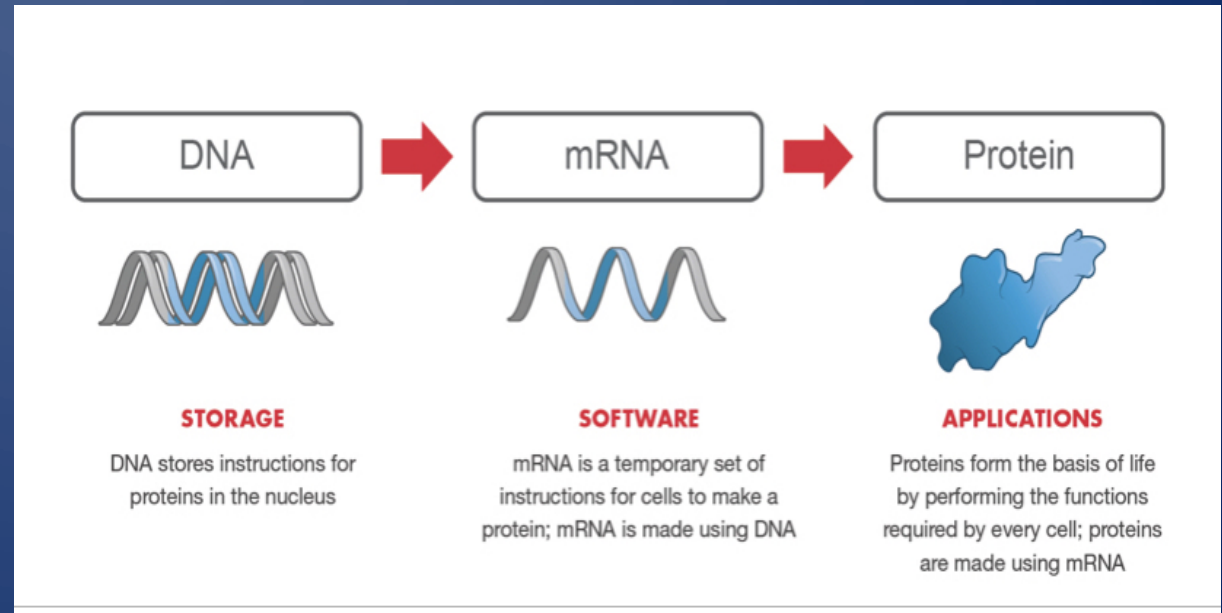 DNA
mRNA
Protein
STORAGE
DNA stores instructions for
proteins in the nucleus
SOFTWARE
mRNA is a temporary set of
instructions for cells to make a
protein; mRNA is made using DNA
APPLICATIONS
Proteins form the basis of life
by performing the functions
required by every cell; proteins
are made using mRNA